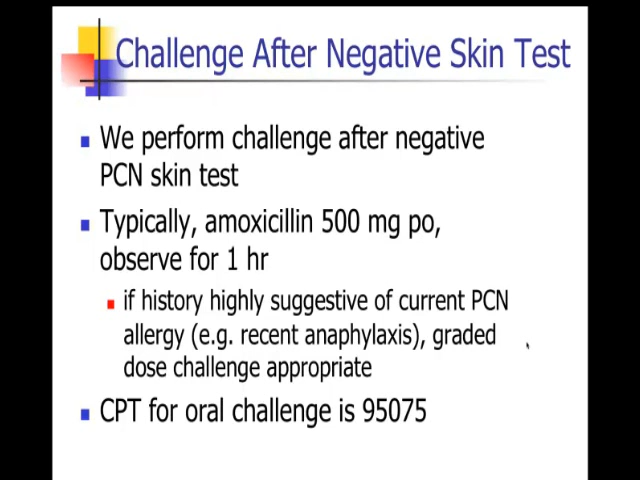 Challenge After Negative Skin Test
We perform challenge after negative
PCN skin test
Typically, amoxicillin 500 mg po,
observe for 1 hr
if history highly suggestive of current PCN
allergy (e.g. recent anaphylaxis), graded
dose challenge appropriate
CPT for oral challenge is 95075